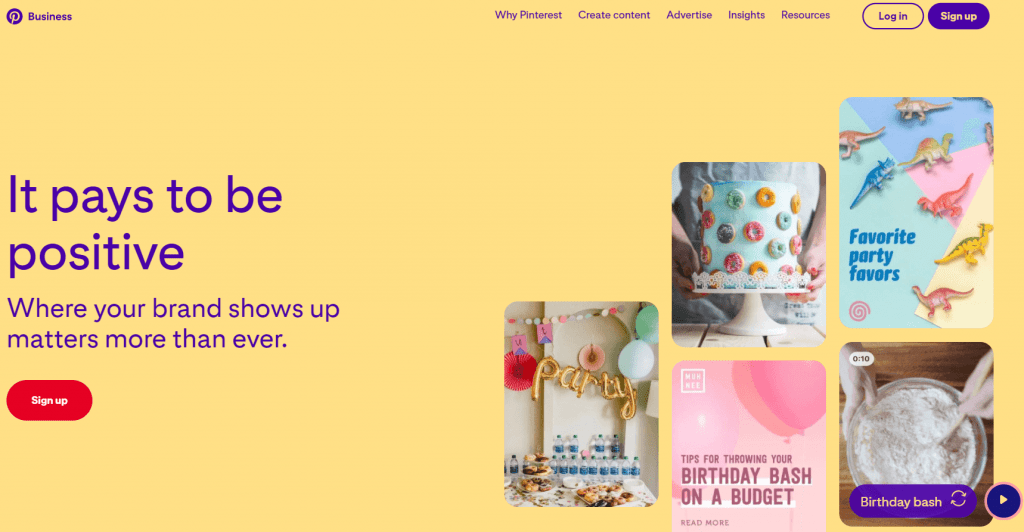 Business
Why Pinterest
Create content
Advertise
Insights
Resources
Log in
Sign up
It pays to be
positive
Where your brand shows up
matters more than ever.
Sign up
party
TIPS FOR THROWING YOUR
BIRTHDAY BASH
ON A BUDGET
READ MORE
Favorite
party
favors
0:10
Birthday bash